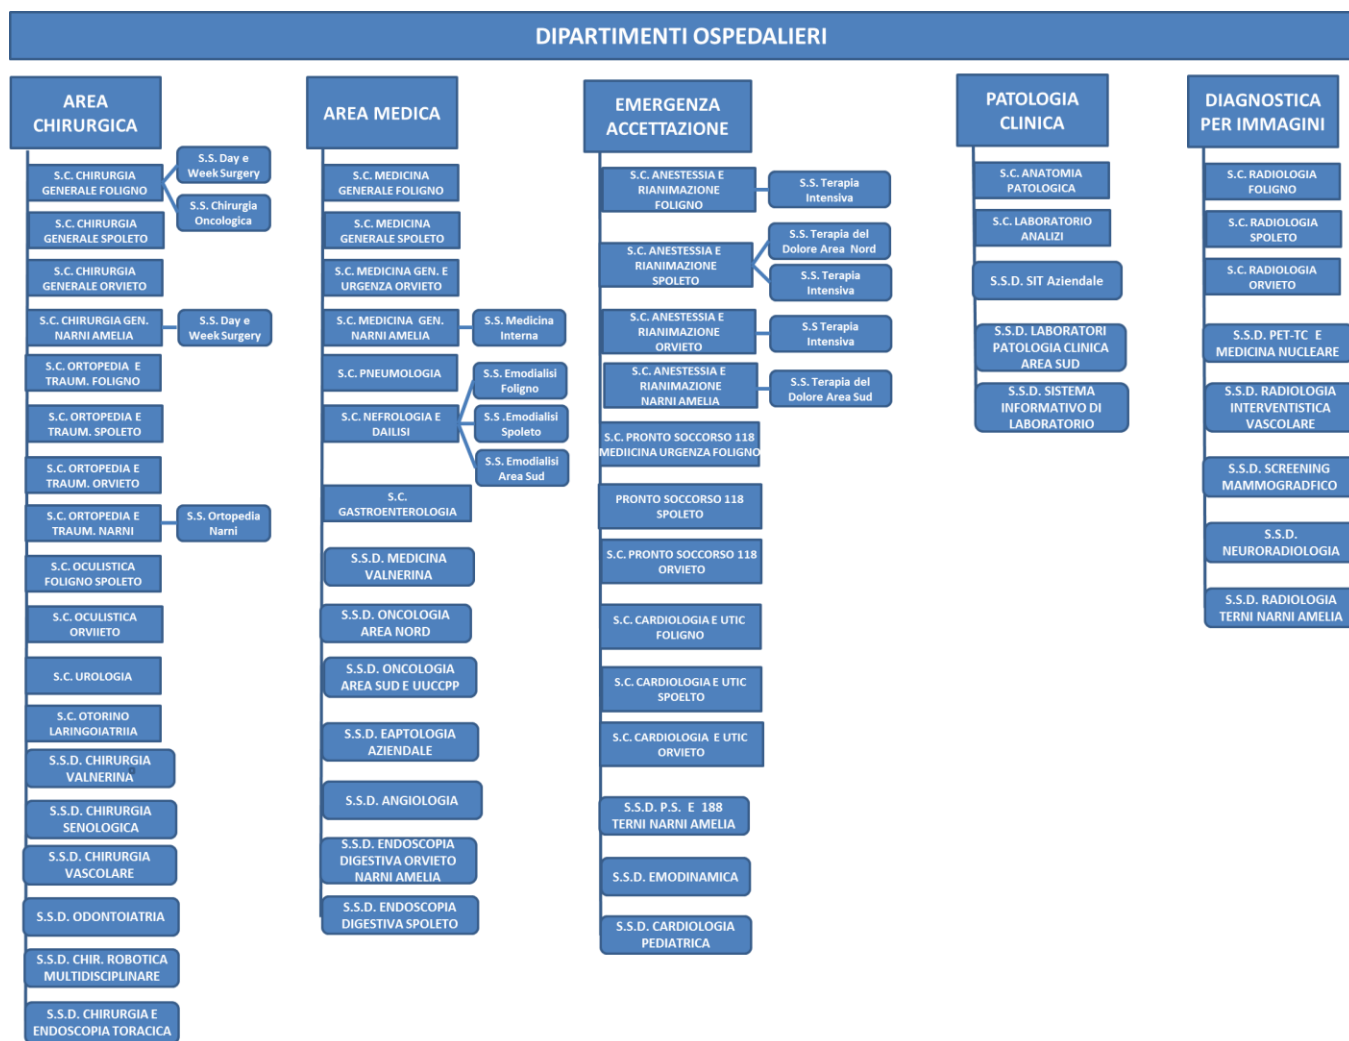 DIPARTIMENTI OSPEDALIERI
AREA
CHIRURGICA
S.C. CHIRURGIA
GENERALE FOLIGNO
S.S. Day e
Week Surgery
S.S. Chirurgia
Oncologica
S.C. CHIRURGIA
GENERALE SPOLETO
S.C. CHIRURGIA
GENERALE ORVIETO
S.C. CHIRURGIA GEN.
NARNI AMELIA
S.S. Day e
Week Surgery
S.C. ORTOPEDIA E
TRAUM. FOLIGNO
S.C. ORTOPEDIA E
TRAUM. SPOLETO
S.C. ORTOPEDIA E
TRAUM. ORVIETO
S.C. ORTOPEDIA E
TRAUM. NARNI
S.S. Ortopedia
Narni
S.C. OCULISTICA
FOLIGNO SPOLETO
S.C. OCULISTICA
ORVIIETO
S.C. UROLOGIA
S.C. OTORINO
LARINGOIATRIIA
S.S.D. CHIRURGIA
VALNERINA
S.S.D. CHIRURGIA
SENOLOGICA
S.S.D. CHIRURGIA
VASCOLARE
S.S.D. ODONTOIATRIA
S.S.D. CHIR. ROBOTICA
MULTIDISCIPLINARE
S.S.D. CHIRURGIA E
ENDOSCOPIA TORACICA
AREA MEDICA
S.C. MEDICINA
GENERALE FOLIGNO
S.C. MEDICINA
GENERALE SPOLETO
S.C. MEDICINA GEN. E
URGENZA ORVIETO
S.C. MEDICINA GEN.
NARNI AMELIA
S.S. Medicina
Interna
S.C. PNEUMOLOGIA
S.C. NEFROLOGIA E
DAILISI
S.S. Emodialisi
Foligno
S.S .Emodialisi
Spoleto
S.S. Emodialisi
Area Sud
S.C.
GASTROENTEROLOGIA
S.S.D. MEDICINA
VALNERINA
S.S.D. ONCOLOGIA
AREA NORD
S.S.D. ONCOLOGIA
AREA SUD E UUCCPP
S.S.D. EAPTOLOGIA
AZIENDALE
S.S.D. ANGIOLOGIA
S.S.D. ENDOSCOPIA
DIGESTIVA ORVIETO
NARNI AMELIA
S.S.D. ENDOSCOPIA
DIGESTIVA SPOLETO
EMERGENZA
ACCETTAZIONE
S.C. ANESTESSIA E
RIANIMAZIONE
FOLIGNO
S.S. Terapia
Intensiva
S.C. ANESTESSIA E
RIANIMAZIONE
SPOLETO
S.S. Terapia del
Dolore Area Nord
S.S. Terapia
Intensiva
S.C. ANESTESSIA E
RIANIMAZIONE
ORVIETO
S.S Terapia
Intensiva
S.C. ANESTESSIA E
RIANIMAZIONE
NARNI AMELIA
S.S. Terapia del
Dolore Area Sud
S.C. PRONTO SOCCORSO 118
MEDIICINA URGENZA FOLIGNO
PRONTO SOCCORSO 118
SPOLETO
S.C. PRONTO SOCCORSO 118
ORVIETO
S.C. CARDIOLOGIA E UTIC
FOLIGNO
S.C. CARDIOLOGIA E UTIC
SPOELTO
S.C. CARDIOLOGIA E UTIC
ORVIETO
S.S.D. P.S. E 188
TERNI NARNI AMELIA
S.S.D. EMODINAMICA
S.S.D. CARDIOLOGIA
PEDIATRICA
PATOLOGIA
CLINICA
S.C. ANATOMIA
PATOLOGICA
S.C. LABORATORIO
ANALIZI
S.S.D. SIT Aziendale
S.S.D. LABORATORI
PATOLOGIA CLINICA
AREA SUD
S.S.D. SISTEMA
INFORMATIVO DI
LABORATORIO
DIAGNOSTICA
PER IMMAGINI
S.C. RADIOLOGIA
FOLIGNO
S.C. RADIOLOGIA
SPOLETO
S.C. RADIOLOGIA
ORVIETO
S.S.D. PET-TC E
MEDICINA NUCLEARE
S.S.D. RADIOLOGIA
INTERVENTISTICA
VASCOLARE
S.S.D. SCREENING
MAMMOGRADFICO
S.S.D.
NEURORADIOLOGIA
S.S.D. RADIOLOGIA
TERNI NARNI AMELIA